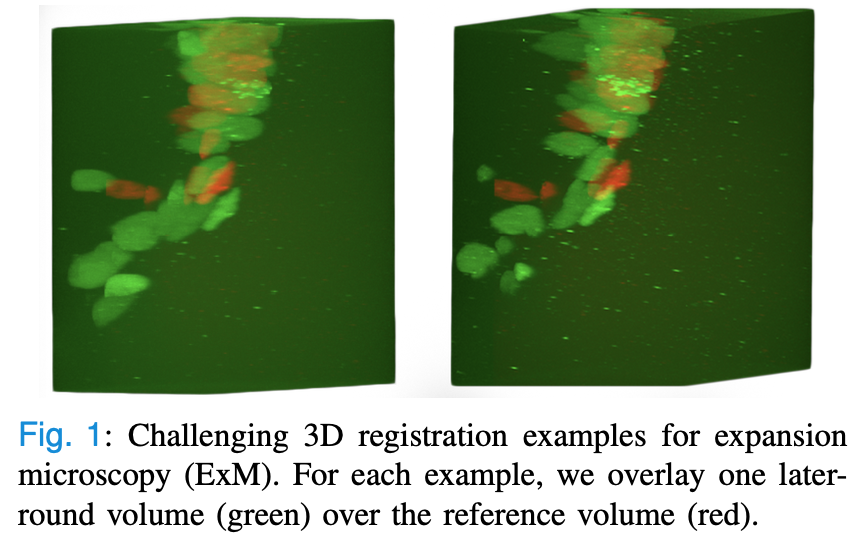 Fig. 1: Challenging 3D registration examples for expansion
microscopy (ExM). For each example, we overlay one later-
round volume (green) over the reference volume (red).